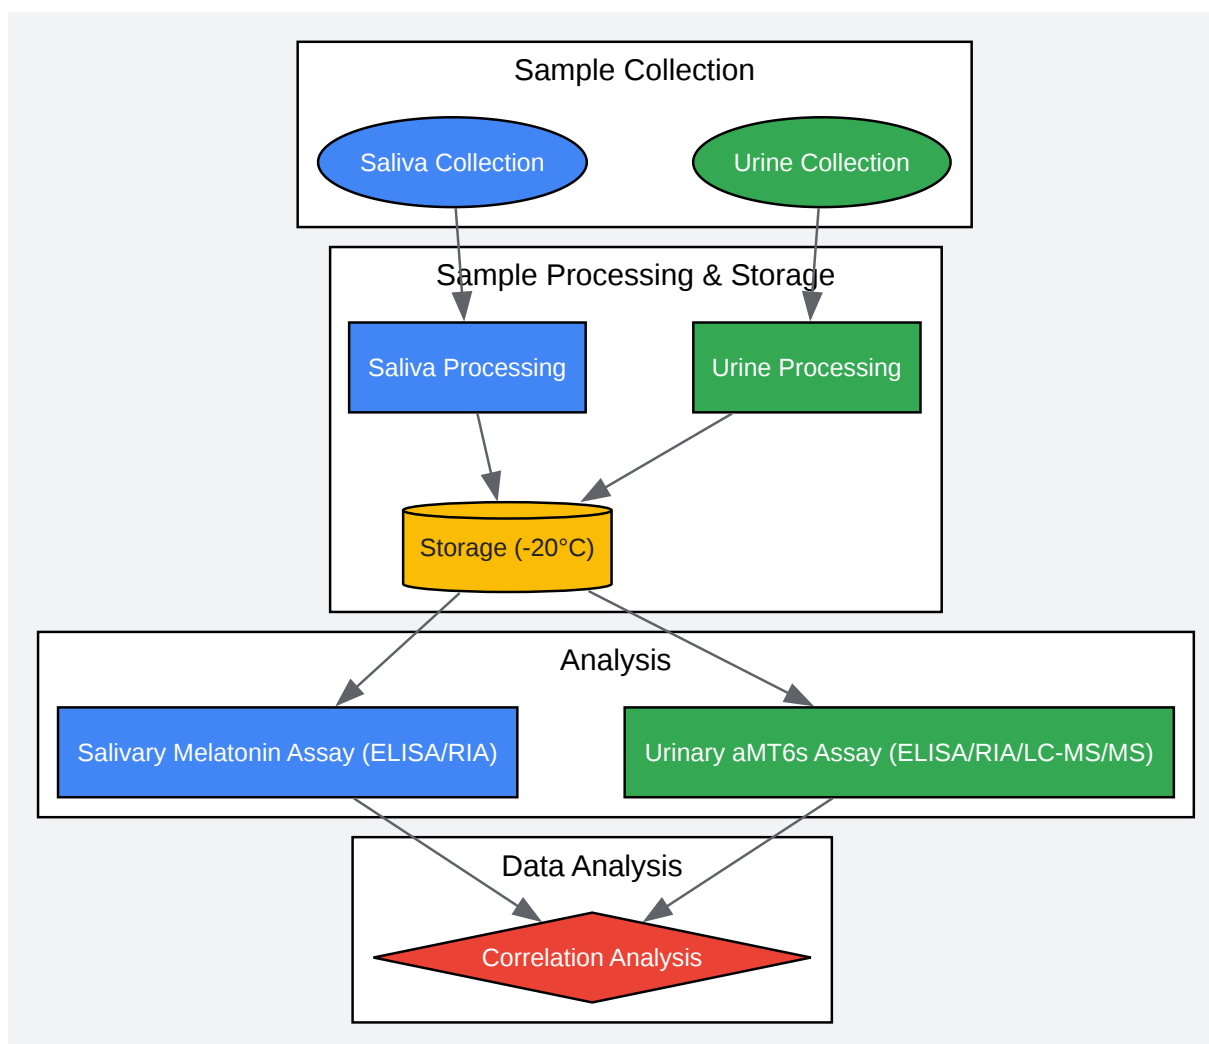 Sample Collection
Saliva Collection
Urine Collection
Sample Processing & Storage
Saliva Processing
Urine Processing
Storage (-20°C)
Analysis
Salivary Melatonin Assay (ELISA/RIA)
Urinary aMT6s Assay (ELISA/RIA/LC-MS/MS)
Data Analysis
Correlation Analysis